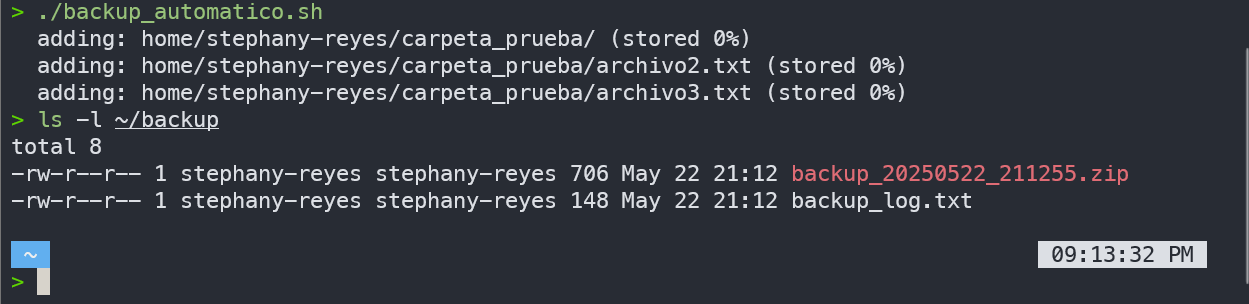 > ./backup_automatico.sh
  adding: home/stephany-reyes/carpeta_prueba/ (stored 0%)
  adding: home/stephany-reyes/carpeta_prueba/archivo2.txt (stored 0%)
  adding: home/stephany-reyes/carpeta_prueba/archivo3.txt (stored 0%)
> ls -l ~/backup
total 8
-rw-r--r-- 1 stephany-reyes stephany-reyes 706 May 22 21:12 backup_20250522_211255.zip
-rw-r--r-- 1 stephany-reyes stephany-reyes 148 May 22 21:12 backup_log.txt
~ 09:13:32 PM
>